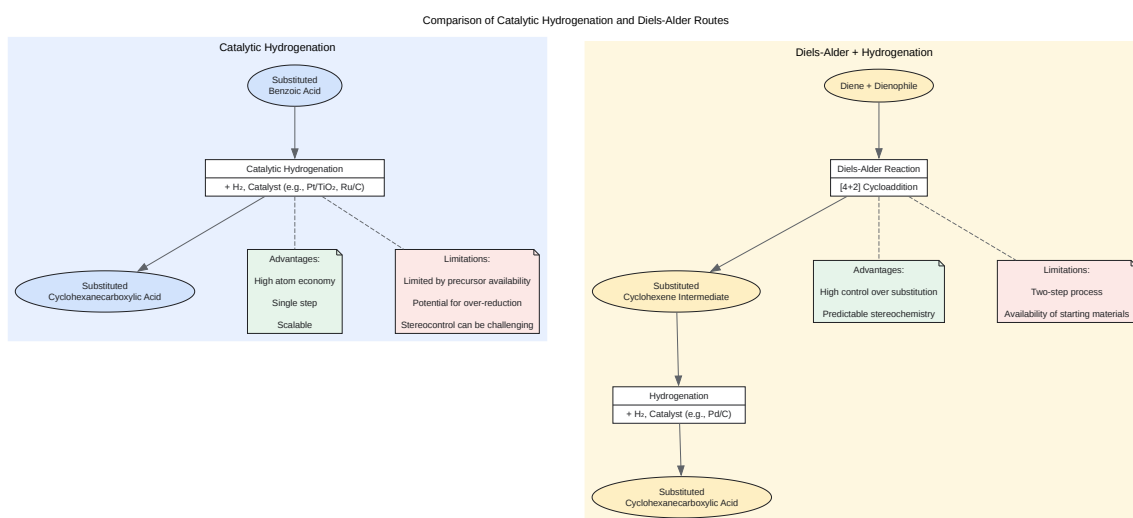 Comparison of Catalytic Hydrogenation and Diels-Alder Routes
Catalytic Hydrogenation
Substituted
Benzoic Acid
Catalytic Hydrogenation
+ H₂, Catalyst (e.g., Pt/TiO₂, Ru/C)
Substituted
Cyclohexanecarboxylic Acid
Advantages:
High atom economy
Single step
Scalable
Limitations:
Limited by precursor availability
Potential for over-reduction
Stereocontrol can be challenging
Diels-Alder + Hydrogenation
Diene + Dienophile
Diels-Alder Reaction
[4+2] Cycloaddition
Substituted
Cyclohexene Intermediate
Advantages:
High control over substitution
Predictable stereochemistry
Limitations:
Two-step process
Availability of starting materials
Hydrogenation
+ H₂, Catalyst (e.g., Pd/C)
Substituted
Cyclohexanecarboxylic Acid